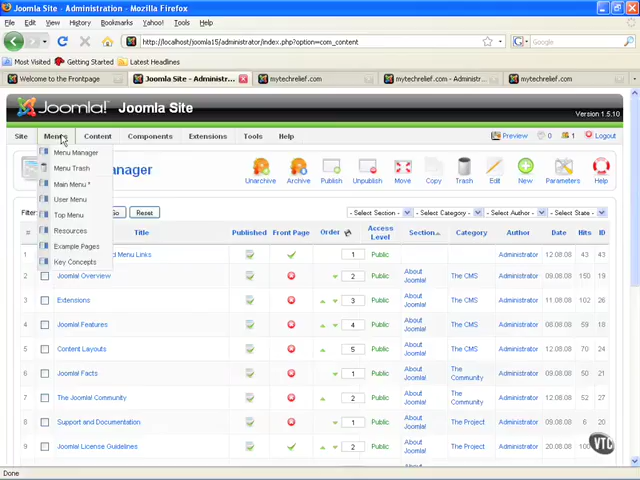 Joomla Site - Administration - Mozilla Firefox
File Edit View History Bookmarks Yahoo! Tools Help
http://localhost/joomla15/administrator/index.php?option=com_content
Google
Most Visited Getting Started Latest Headlines
Welcome to the Frontpage
Joomla Site - Administr...
mytechrelief.com
mytechrelief.com - Administr...
mytechrelief.com
Joomla! Joomla Site
Version 1.5.10
Site Menus Content Components Extensions Tools Help
Preview 0 1 Logout
Menu Manager
Menu Trash
Main Menu *
User Menu
Top Menu
Resources
Example Pages
Key Concepts
Manager
Unarchive Archive Publish Unpublish Move Copy Trash Edit New Parameters Help
Filter: Go Reset
- Select Section - - Select Category - - Select Author - - Select State -
# Title Published Front Page Order Access Level Section Category Author Date Hits ID
1 d Menu Links 1 Public 12.08.08 43 43
2 Joomla! Overview 2 Public About Joomla! The CMS Administrator 09.08.08 150 19
3 Extensions 3 Public About Joomla! The CMS Administrator 11.08.08 102 26
4 Joomla! Features 4 Public About Joomla! The CMS Administrator 08.08.08 59 18
5 Content Layouts 5 Public About Joomla! The CMS Administrator 12.08.08 70 24
6 Joomla! Facts 1 Public About Joomla! The Community Administrator 09.08.08 50 21
7 The Joomla! Community 2 Public About Joomla! The Community Administrator 12.08.08 52 27
8 Support and Documentation 1 Public About Joomla! The Project Administrator 09.08.08 6 20
9 Joomla! License Guidelines 2 Public About Joomla! The Project Administrator 20.08.08
VTC
Done